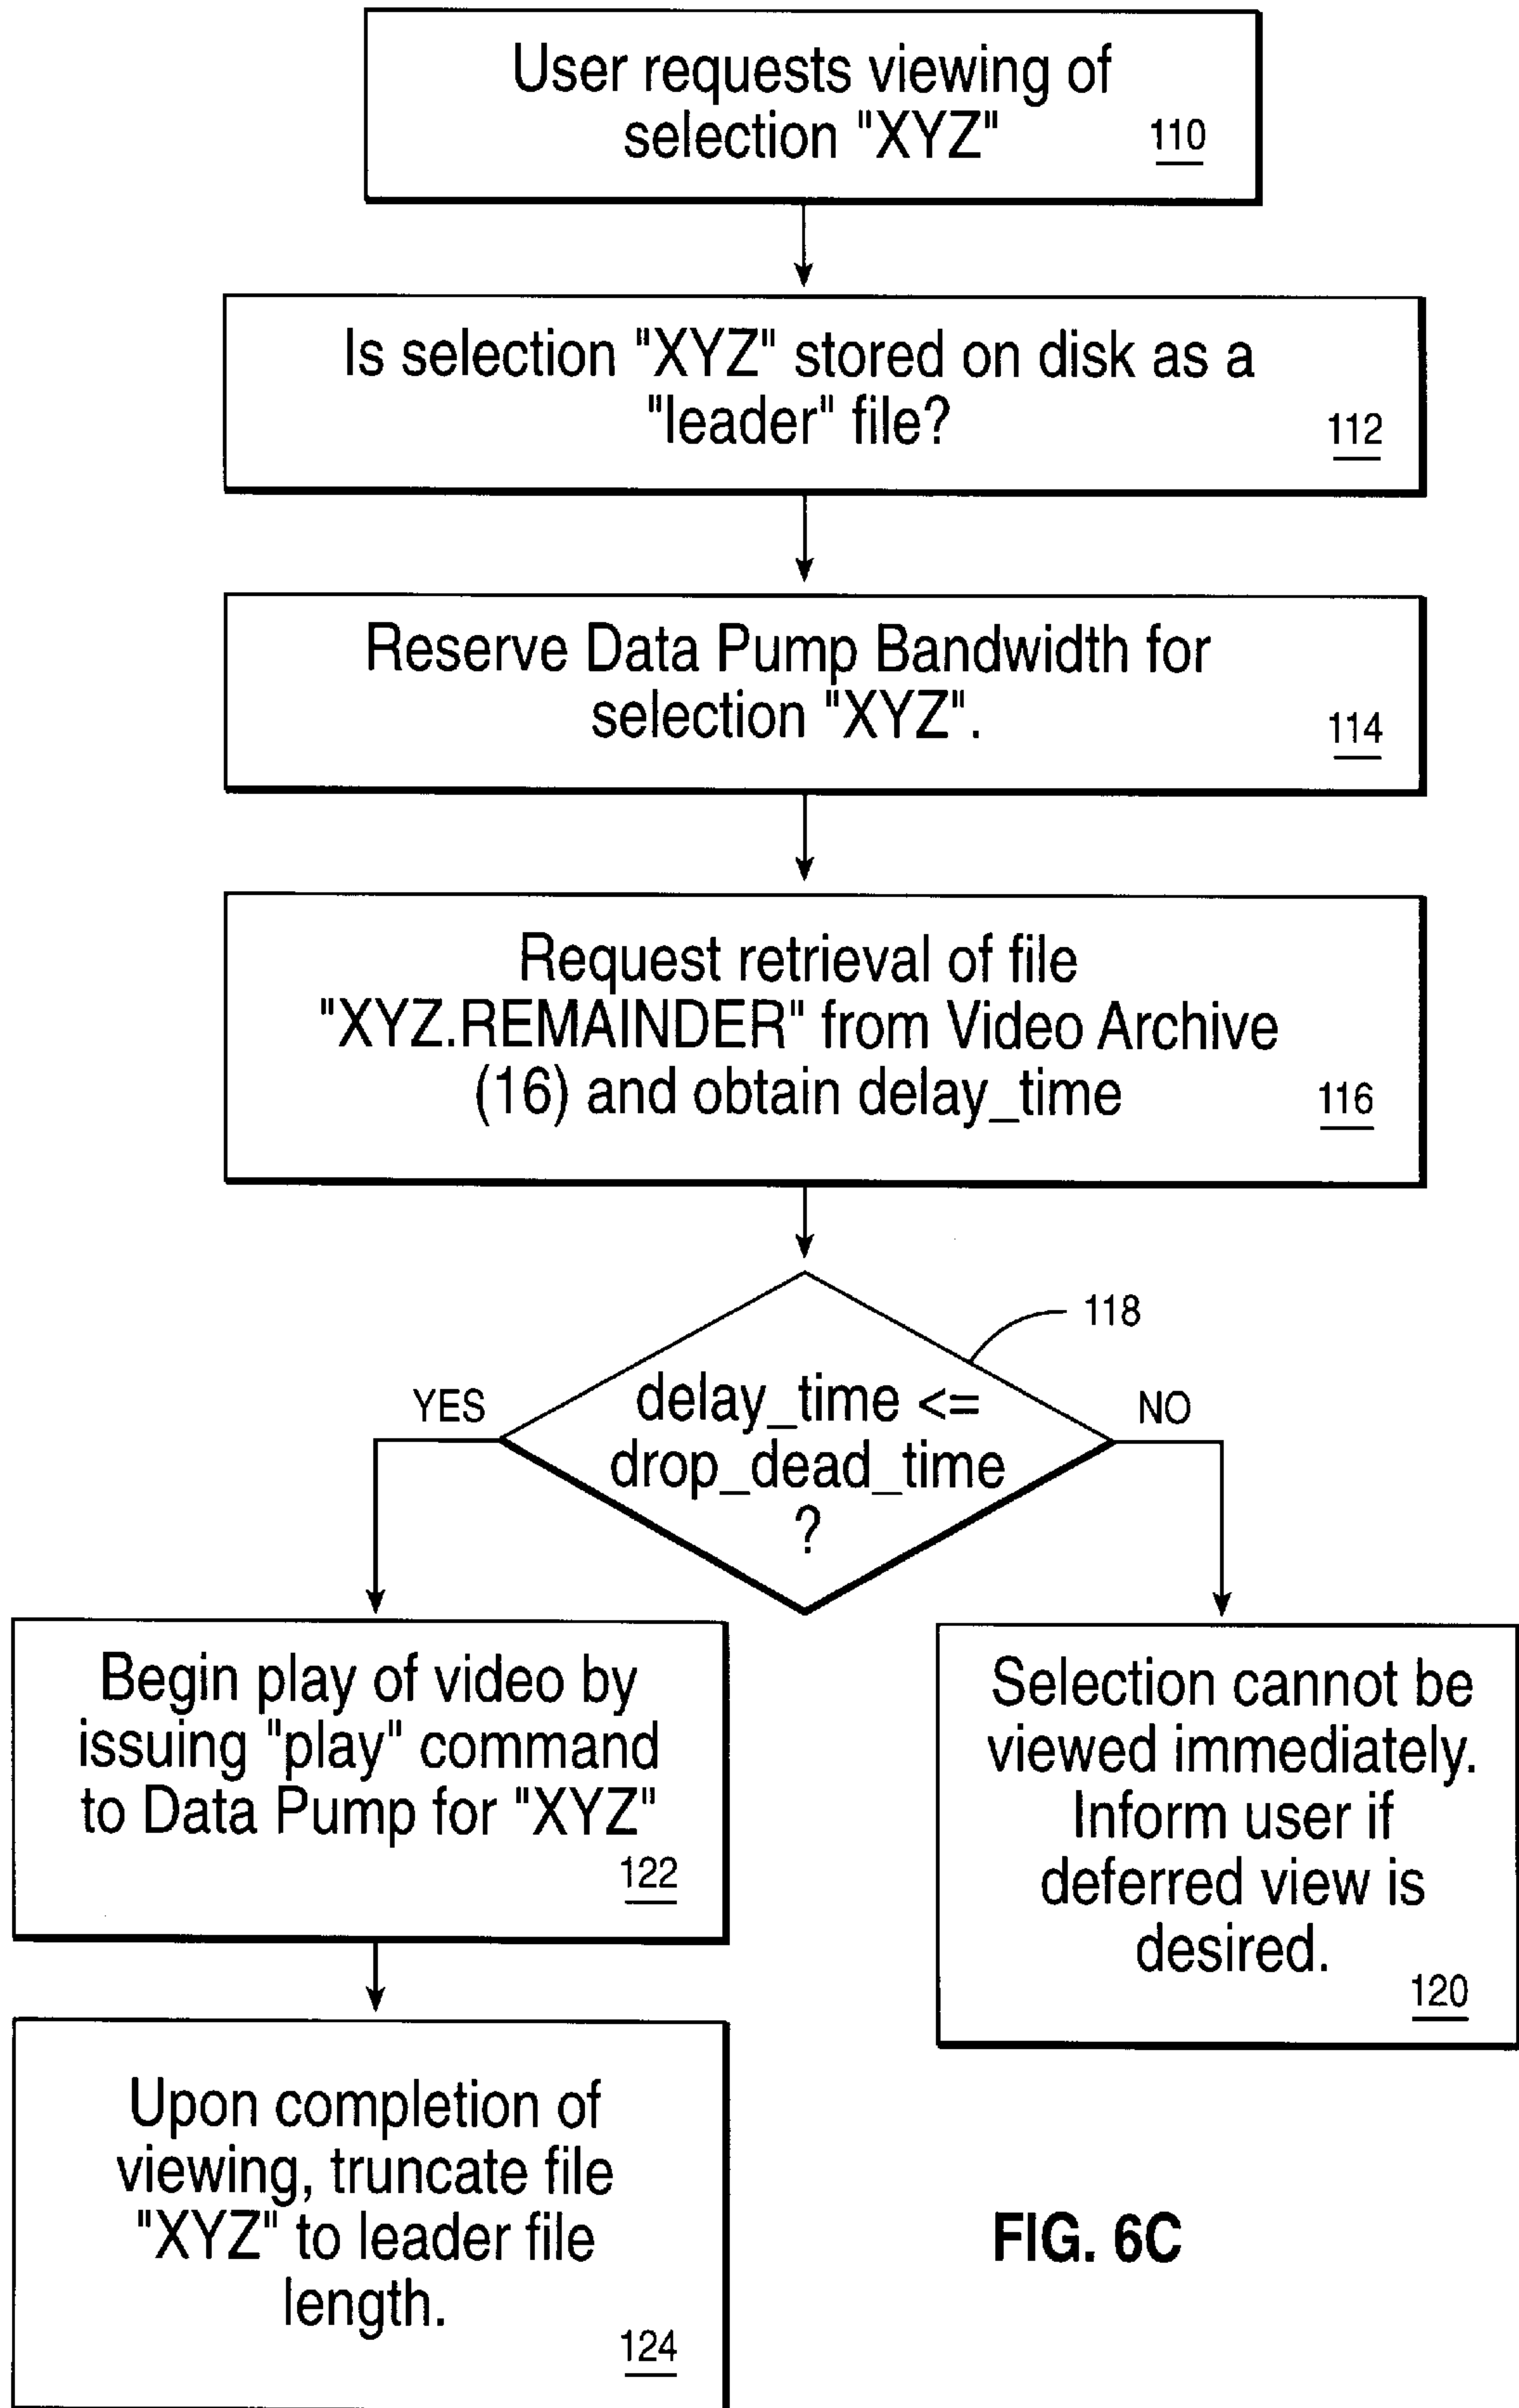 User requests viewing of
selection "XYZ"
110
Is selection "XYZ" stored on disk as a
"leader" file?
112
Reserve Data Pump Bandwidth for
selection "XYZ".
114
Request retrieval of file
"XYZ.REMAINDER" from Video Archive
(16) and obtain delay_time
116
118
delay_time <=
drop_dead_time
?
YES
NO
Begin play of video by
issuing "play" command
to Data Pump for "XYZ"
122
Selection cannot be
viewed immediately.
Inform user if
deferred view is
desired.
120
Upon completion of
viewing, truncate file
"XYZ" to leader file
length.
124
FIG. 6C